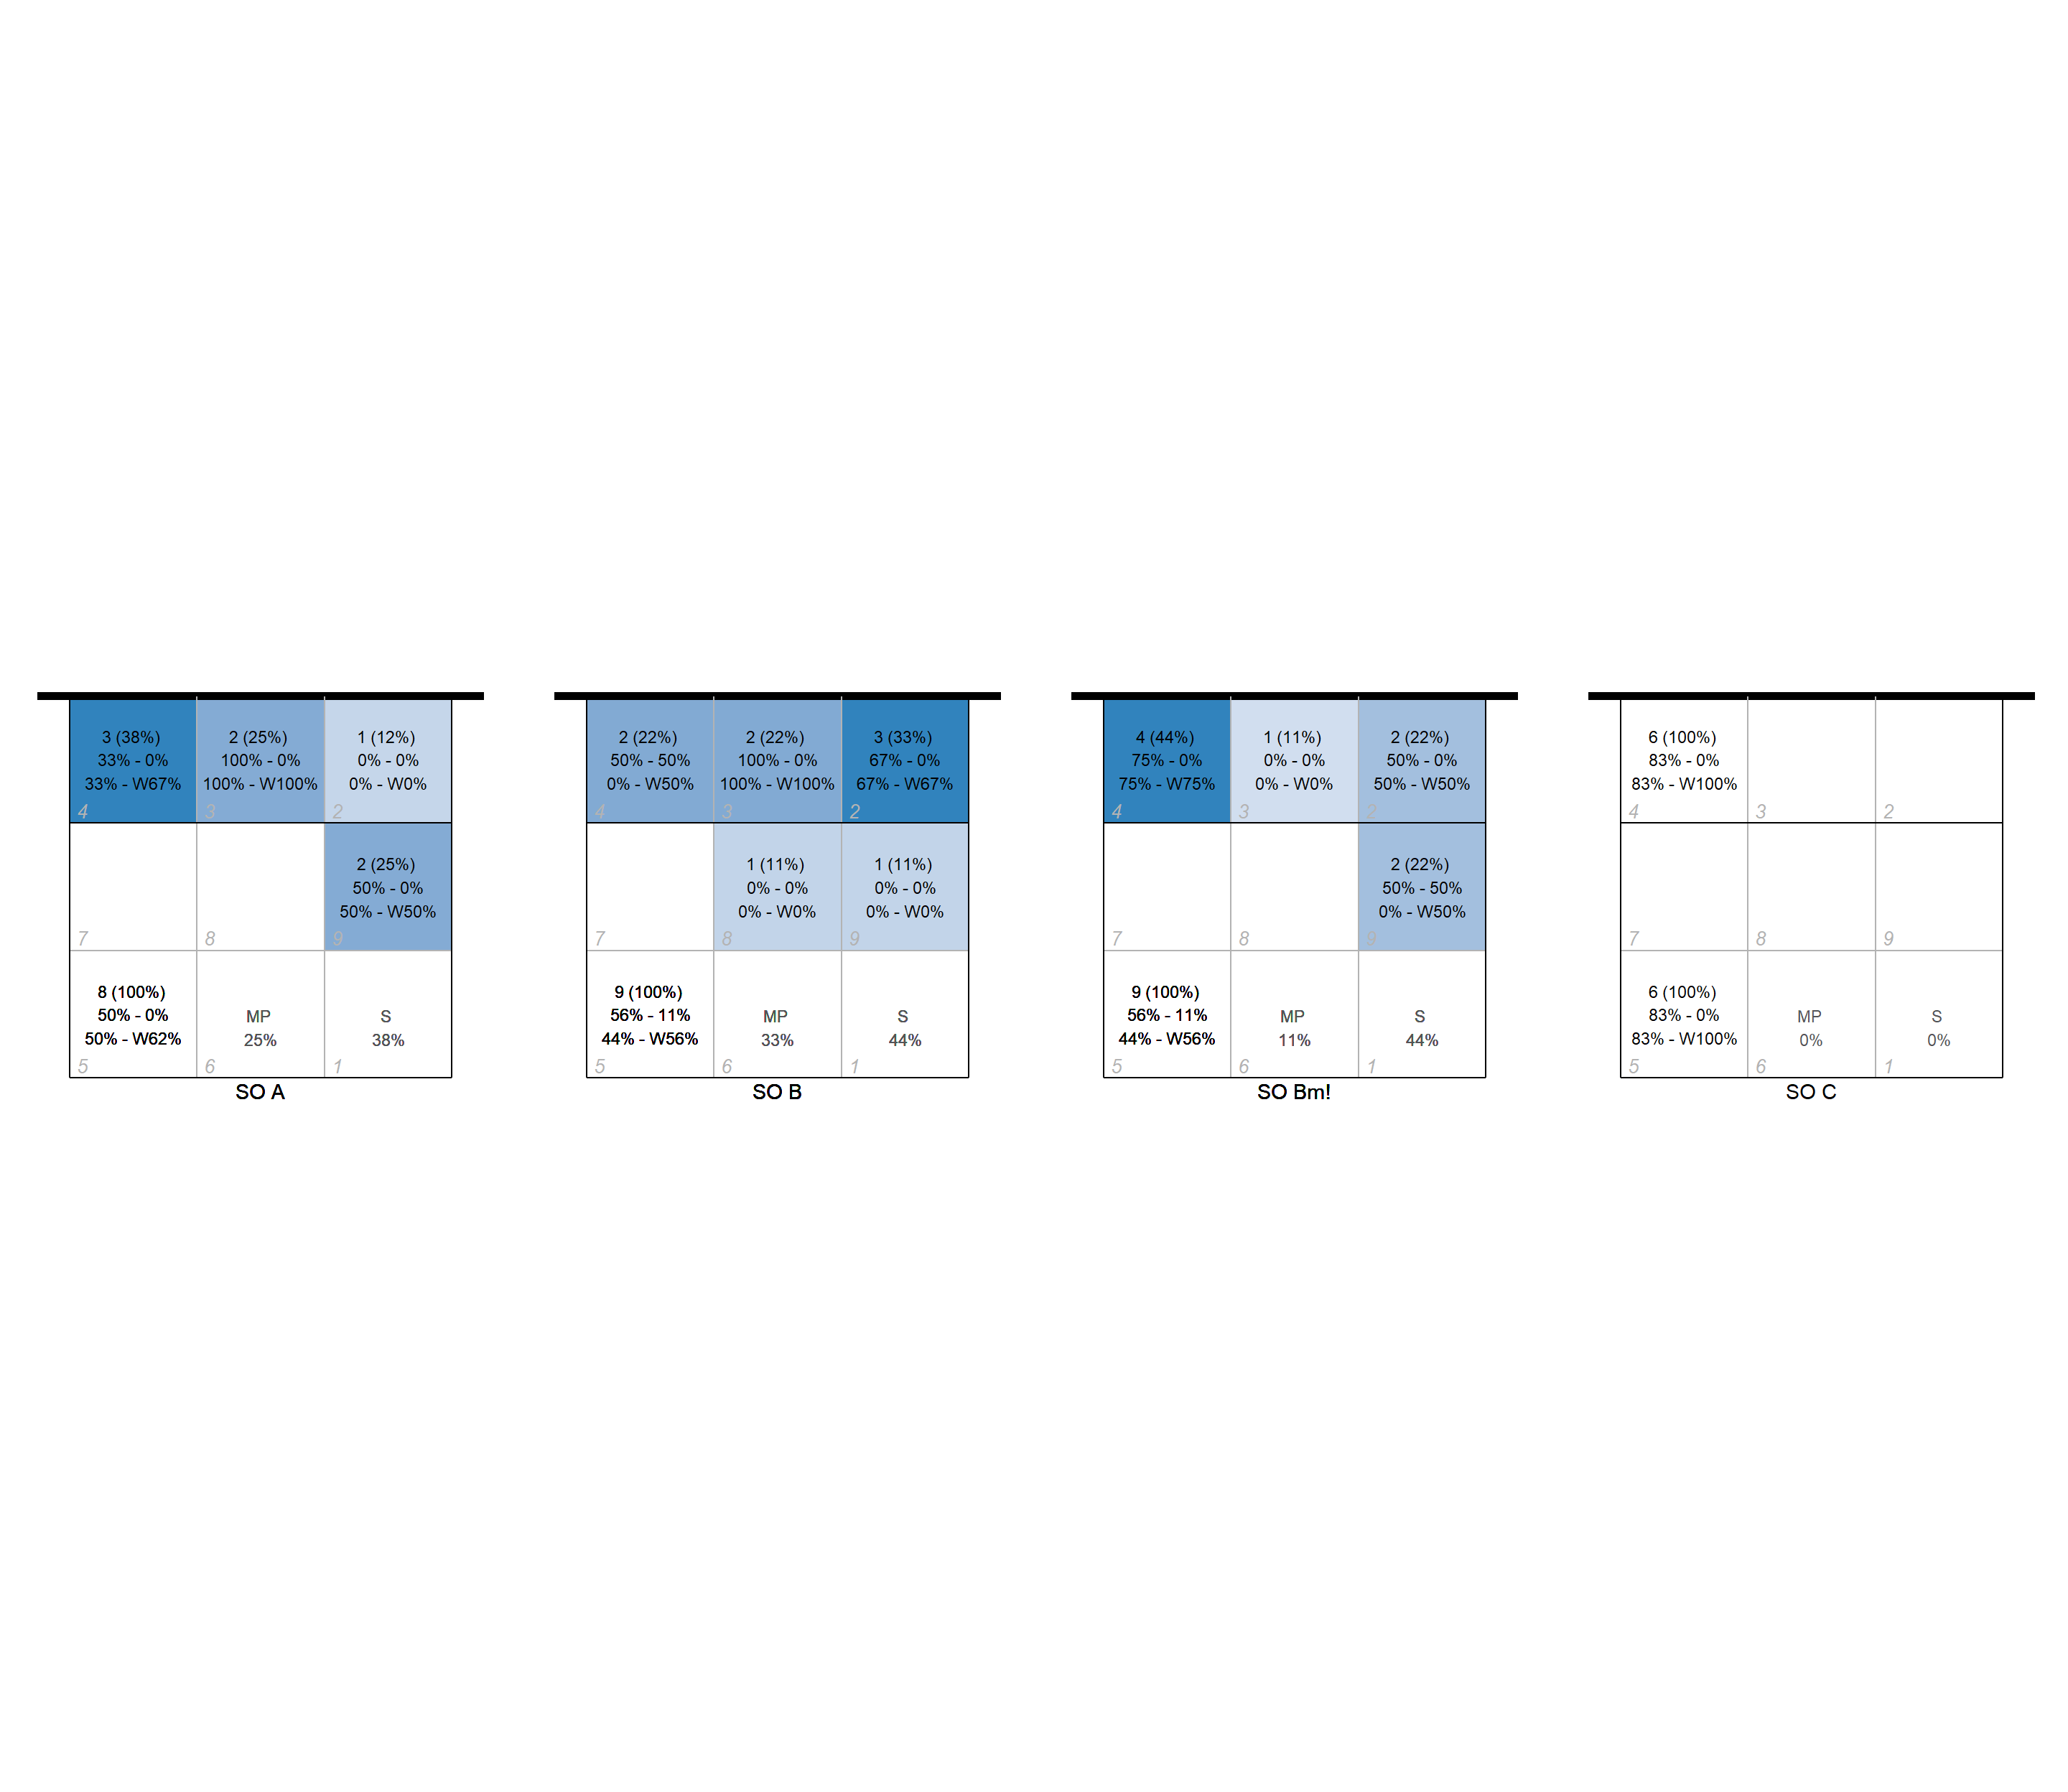 3 (38%)
33% - 0%
33% - W67%
4
2 (25%)
100% - 0%
100% - W100%
3
1 (12%)
0% - 0%
0% - W0%
2
7
8
2 (25%)
50% - 0%
50% - W50%
9
8 (100%)
50% - 0%
50% - W62%
5
MP
25%
6
S
38%
1
SO A
2 (22%)
50% - 50%
0% - W50%
4
2 (22%)
100% - 0%
100% - W100%
3
3 (33%)
67% - 0%
67% - W67%
2
7
1 (11%)
0% - 0%
0% - W0%
8
1 (11%)
0% - 0%
0% - W0%
9
9 (100%)
56% - 11%
44% - W56%
5
MP
33%
6
S
44%
1
SO B
4 (44%)
75% - 0%
75% - W75%
4
1 (11%)
0% - 0%
0% - W0%
3
2 (22%)
50% - 0%
50% - W50%
2
7
8
2 (22%)
50% - 50%
0% - W50%
9
9 (100%)
56% - 11%
44% - W56%
5
MP
11%
6
S
44%
1
SO Bm!
6 (100%)
83% - 0%
83% - W100%
4
3
2
7
8
9
6 (100%)
83% - 0%
83% - W100%
5
MP
0%
6
S
0%
1
SO C